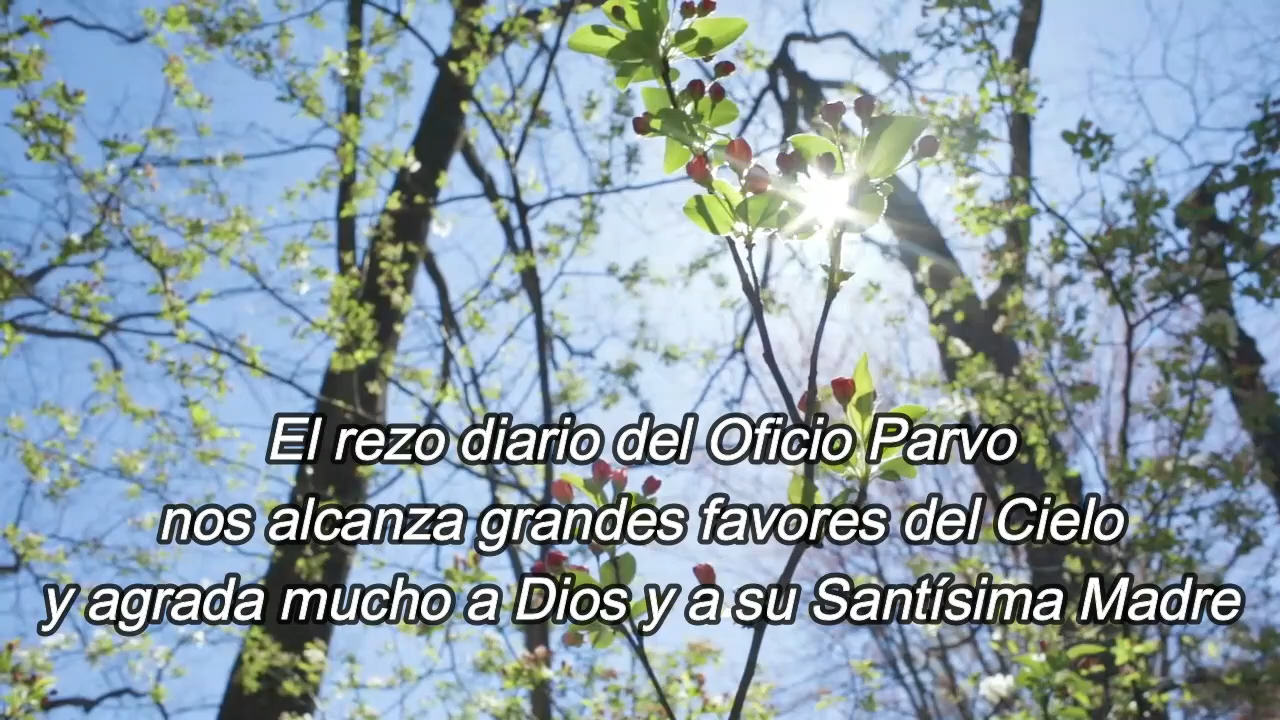 El rezo diario del Oficio Parvo
nos alcanza grandes favores del Cielo
y agrada mucho a Dios y a su Santísima Madre